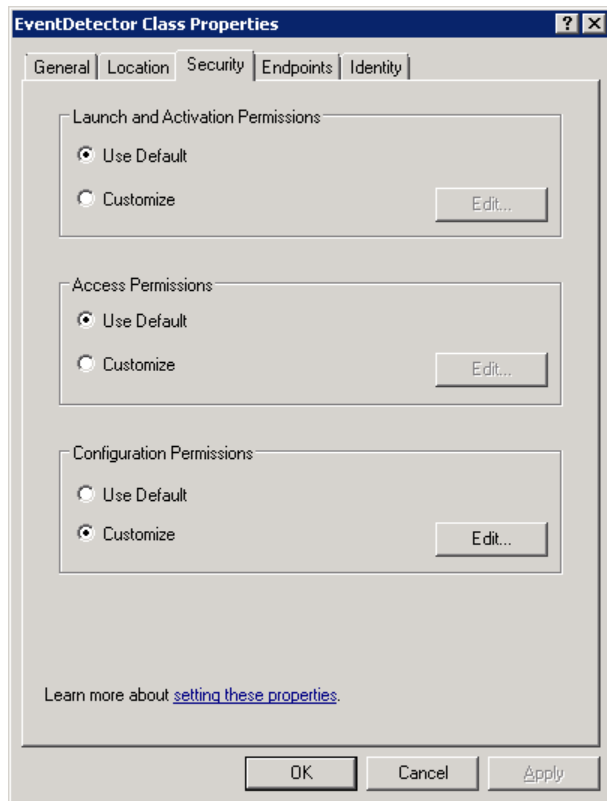 EventDetector Class Properties
General Location Security Endpoints Identity
Launch and Activation Permissions
Use Default
Customize
Edit...
Access Permissions
Use Default
Customize
Edit...
Configuration Permissions
Use Default
Customize
Edit...
Learn more about setting these properties.
OK Cancel Apply